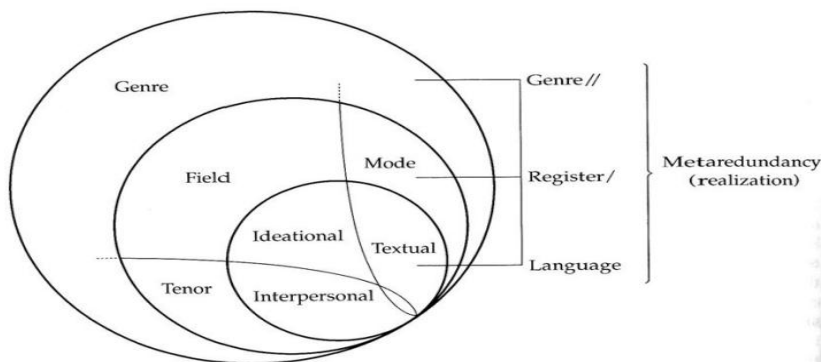 Genre
Genre//
Mode
Field
Register/
Metaredundancy
(realization)
Ideational
Textual
Language
Tenor
Interpersonal